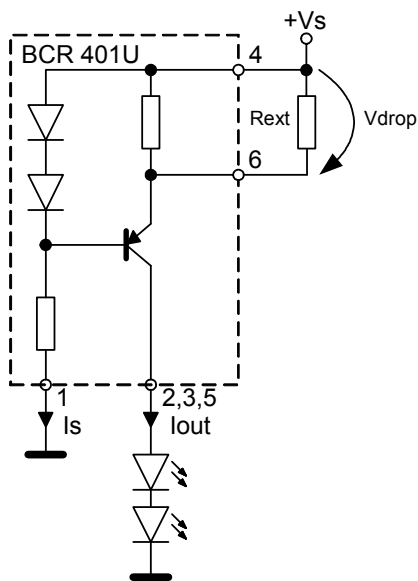 +Vs
BCR 401U
4
Rext
Vdrop
6
1
2,3,5
Is
Iout